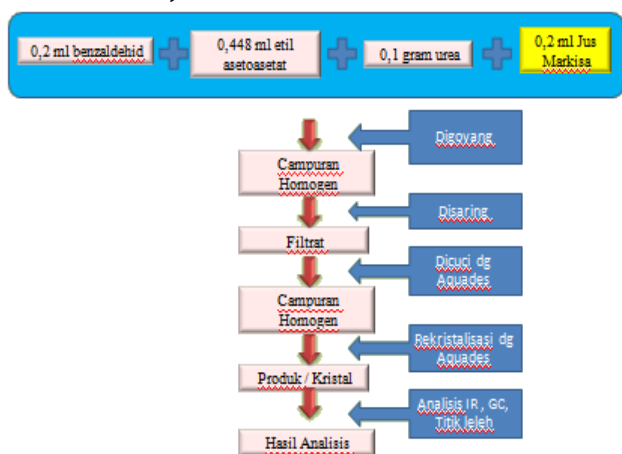 0,2 ml benzaldehid
0,448 ml etil
asetoasetat
0,1 gram urea
0,2 ml Jus
Markisa
Digoyang
Campuran
Homogen
Disaring
Filtrat
Dicuci dg
Aquades
Campuran
Homogen
Rekristalisasi dg
Aquades
Produk / Kristal
Analisis IR , GC,
Titik leleh
Hasil Analisis